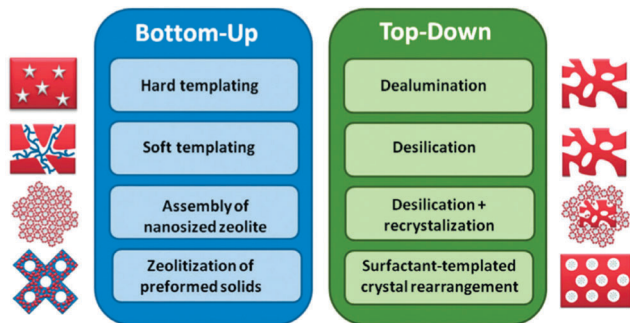 Bottom-Up
Hard templating
Soft templating
Assembly of
nanosized zeolite
Zeolitization of
preformed solids
Top-Down
Dealumination
Desilication
Desilication +
recrystalization
Surfactant-templated
crystal rearrangement